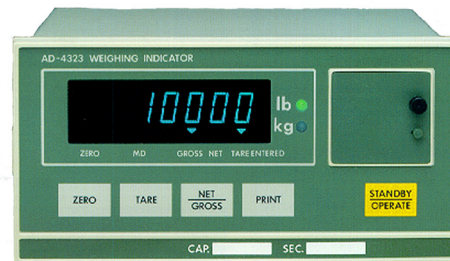 AD-4323 WEIGHING INDICATOR
10000
lb
kg
ZERO MD GROSS NET TARE ENTERED
ZERO TARE NET GROSS PRINT STANDBY OPERATE
CAP. SEC.